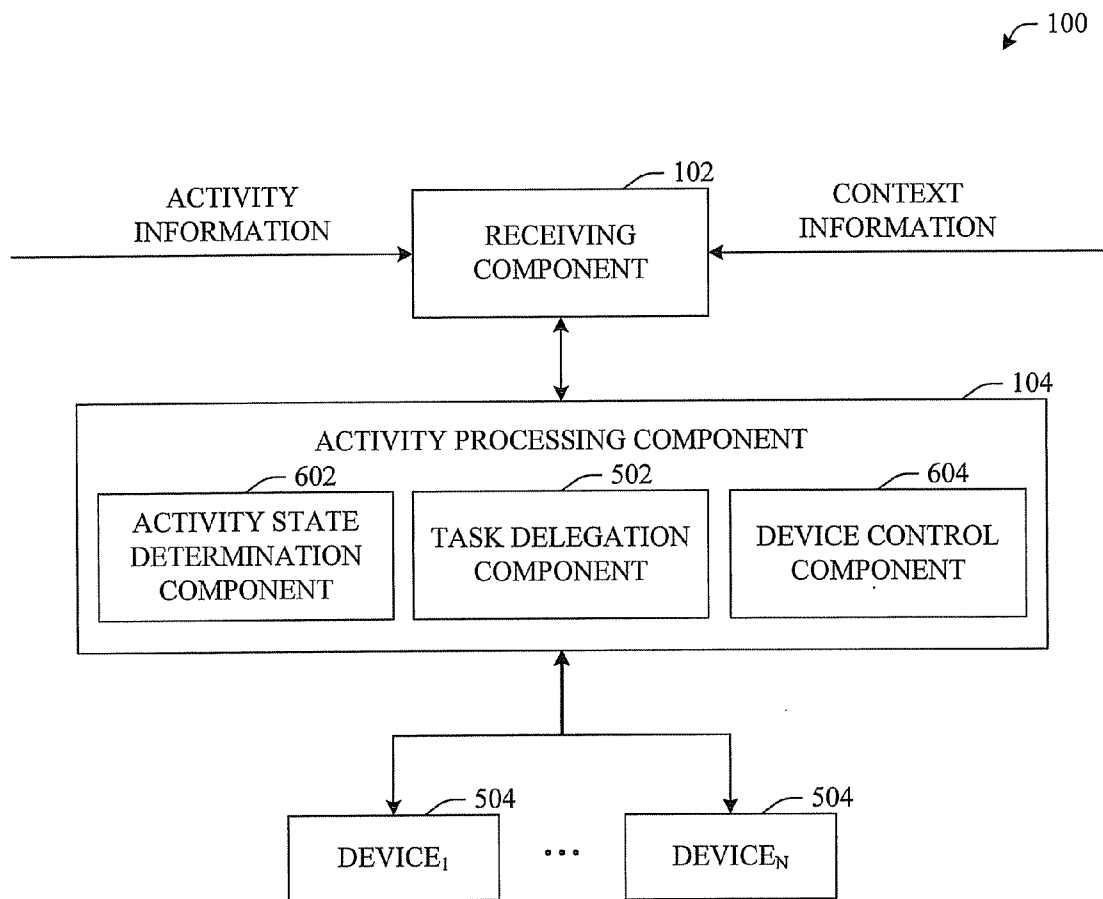 100
102
ACTIVITY
INFORMATION
RECEIVING
COMPONENT
CONTEXT
INFORMATION
104
ACTIVITY PROCESSING COMPONENT
602
502
604
ACTIVITY STATE
DETERMINATION
COMPONENT
TASK DELEGATION
COMPONENT
DEVICE CONTROL
COMPONENT
504
504
DEVICE1
...
DEVICEN